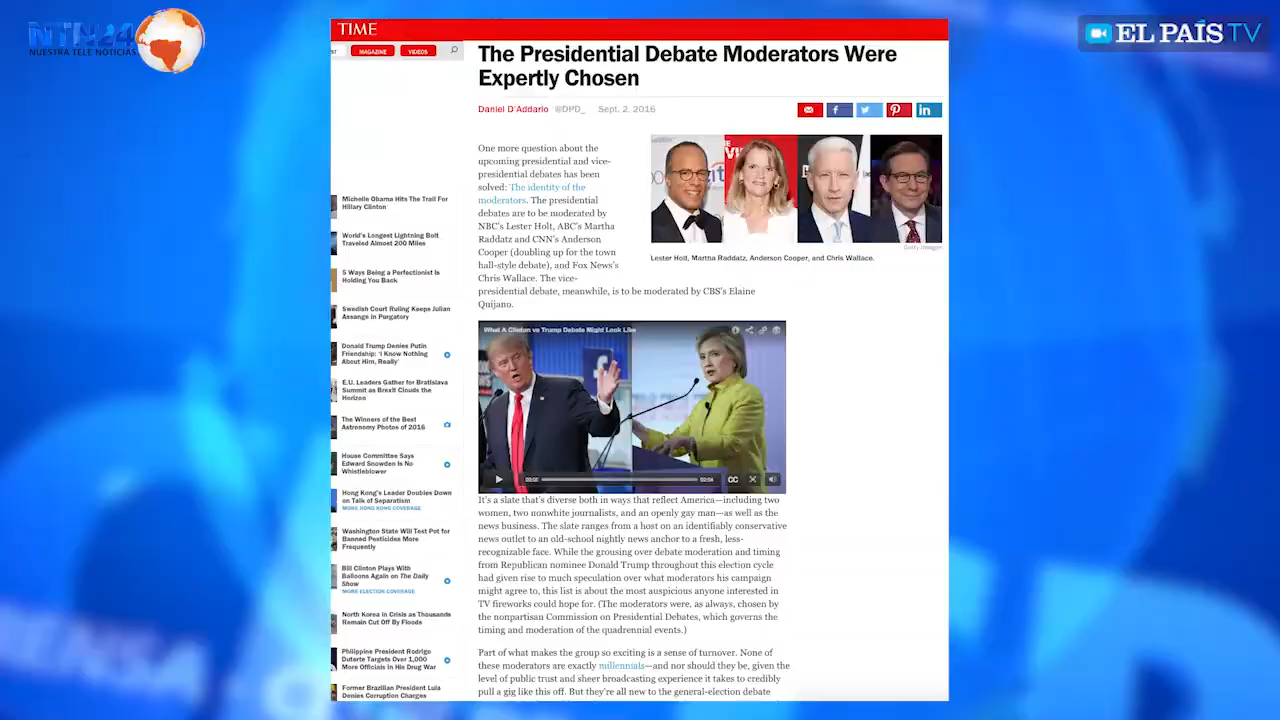 NTN24
NUESTRA TELE NOTICIAS
EL PAÍS TV
TIME
MAGAZINE
VIDEOS
The Presidential Debate Moderators Were
Expertly Chosen
Daniel D'Addario @DPD_ Sept. 2, 2016
One more question about the
upcoming presidential and vice-
presidential debates has been
solved: The identity of the
moderators. The presidential
debates are to be moderated by
NBC's Lester Holt, ABC's Martha
Raddatz and CNN's Anderson
Cooper (doubling up for the town
hall-style debate), and Fox News's
Chris Wallace. The vice-
presidential debate, meanwhile, is to be moderated by CBS's Elaine
Quijano.
Getty Images
Lester Holt, Martha Raddatz, Anderson Cooper, and Chris Wallace.
What A Clinton vs Trump Debate Might Look Like
00:00
02:04
CC
It's a slate that's diverse both in ways that reflect America—including two
women, two nonwhite journalists, and an openly gay man—as well as the
news business. The slate ranges from a host on an identifiably conservative
news outlet to an old-school nightly news anchor to a fresh, less-
recognizable face. While the grousing over debate moderation and timing
from Republican nominee Donald Trump throughout this election cycle
had given rise to much speculation over what moderators his campaign
might agree to, this list is about the most auspicious anyone interested in
TV fireworks could hope for. (The moderators were, as always, chosen by
the nonpartisan Commission on Presidential Debates, which governs the
timing and moderation of the quadrennial events.)
Part of what makes the group so exciting is a sense of turnover. None of
these moderators are exactly millennials—and nor should they be, given the
level of public trust and sheer broadcasting experience it takes to credibly
pull a gig like this off. But they're all new to the general-election debate
Michelle Obama Hits The Trail For
Hillary Clinton
World's Longest Lightning Bolt
Traveled Almost 200 Miles
5 Ways Being a Perfectionist Is
Holding You Back
Swedish Court Ruling Keeps Julian
Assange in Purgatory
Donald Trump Denies Putin
Friendship: 'I Know Nothing
About Him, Really'
E.U. Leaders Gather for Bratislava
Summit as Brexit Clouds the
Horizon
The Winners of the Best
Astronomy Photos of 2016
House Committee Says
Edward Snowden Is No
Whistleblower
Hong Kong's Leader Doubles Down
on Talk of Separatism
MORE HONG KONG COVERAGE
Washington State Will Test Pot for
Banned Pesticides More
Frequently
Bill Clinton Plays With
Balloons Again on The Daily
Show
MORE ELECTION COVERAGE
North Korea in Crisis as Thousands
Remain Cut Off By Floods
Philippine President Rodrigo
Duterte Targets Over 1,000
More Officials in His Drug War
Former Brazilian President Lula
Denies Corruption Charges